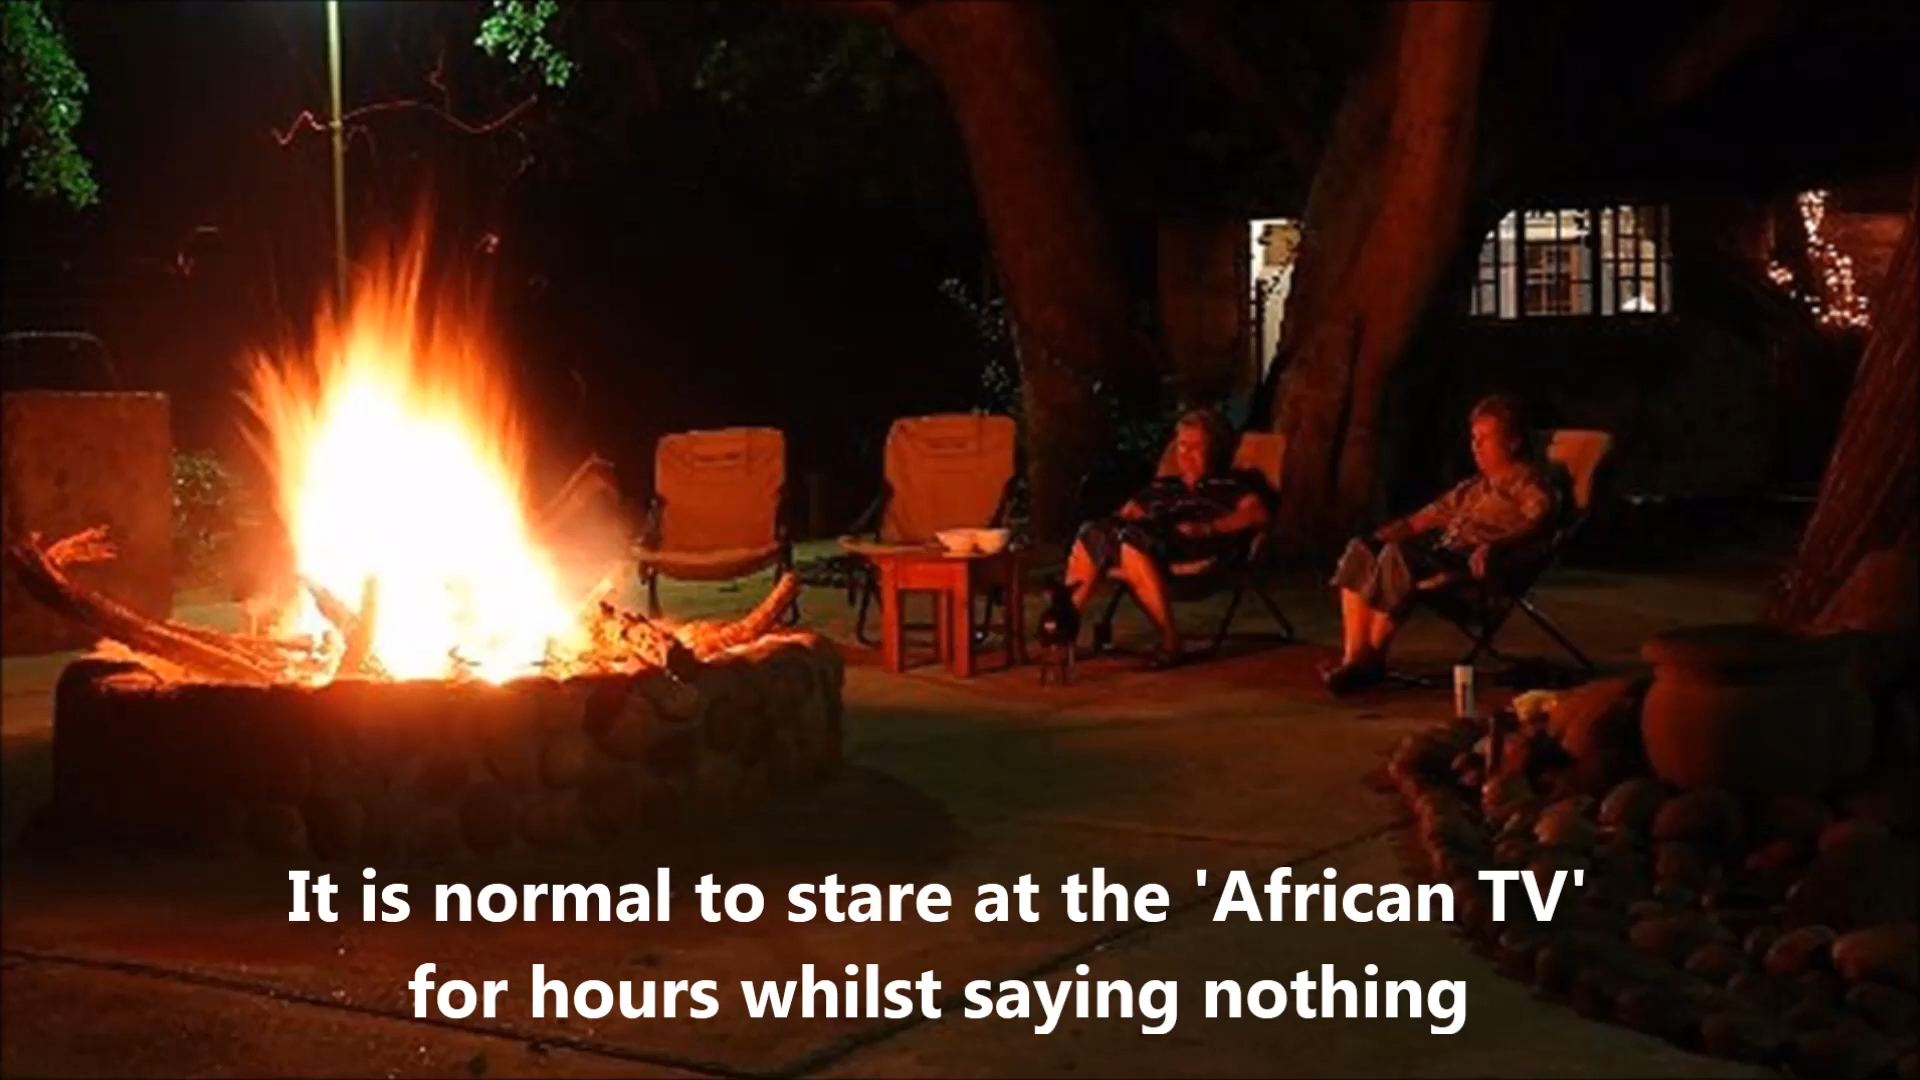 It is normal to stare at the 'African TV'
for hours whilst saying nothing